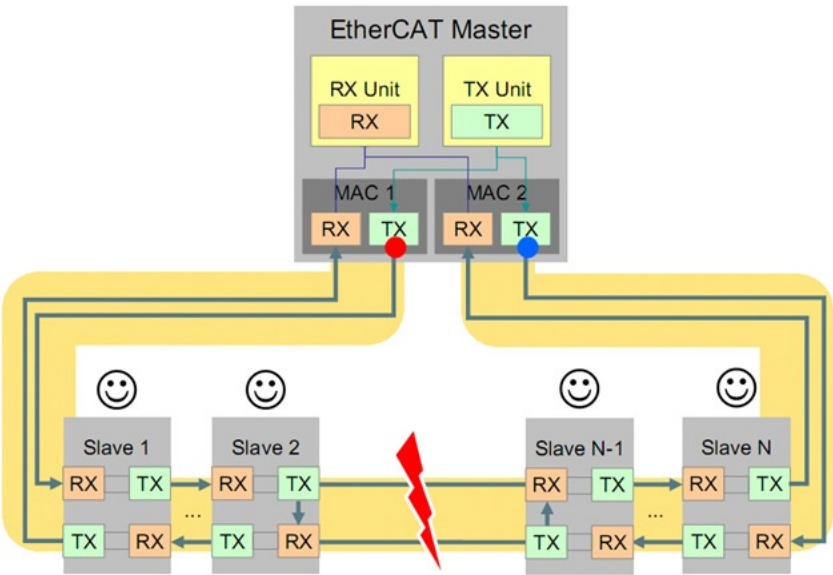 EtherCAT Master
RX Unit
TX Unit
RX
TX
MAC 1
MAC 2
RX
TX
RX
TX
Slave 1
Slave 2
Slave N-1
Slave N
RX
TX
RX
TX
RX
TX
RX
TX
...
...
TX
RX
TX
RX
TX
RX
TX
RX